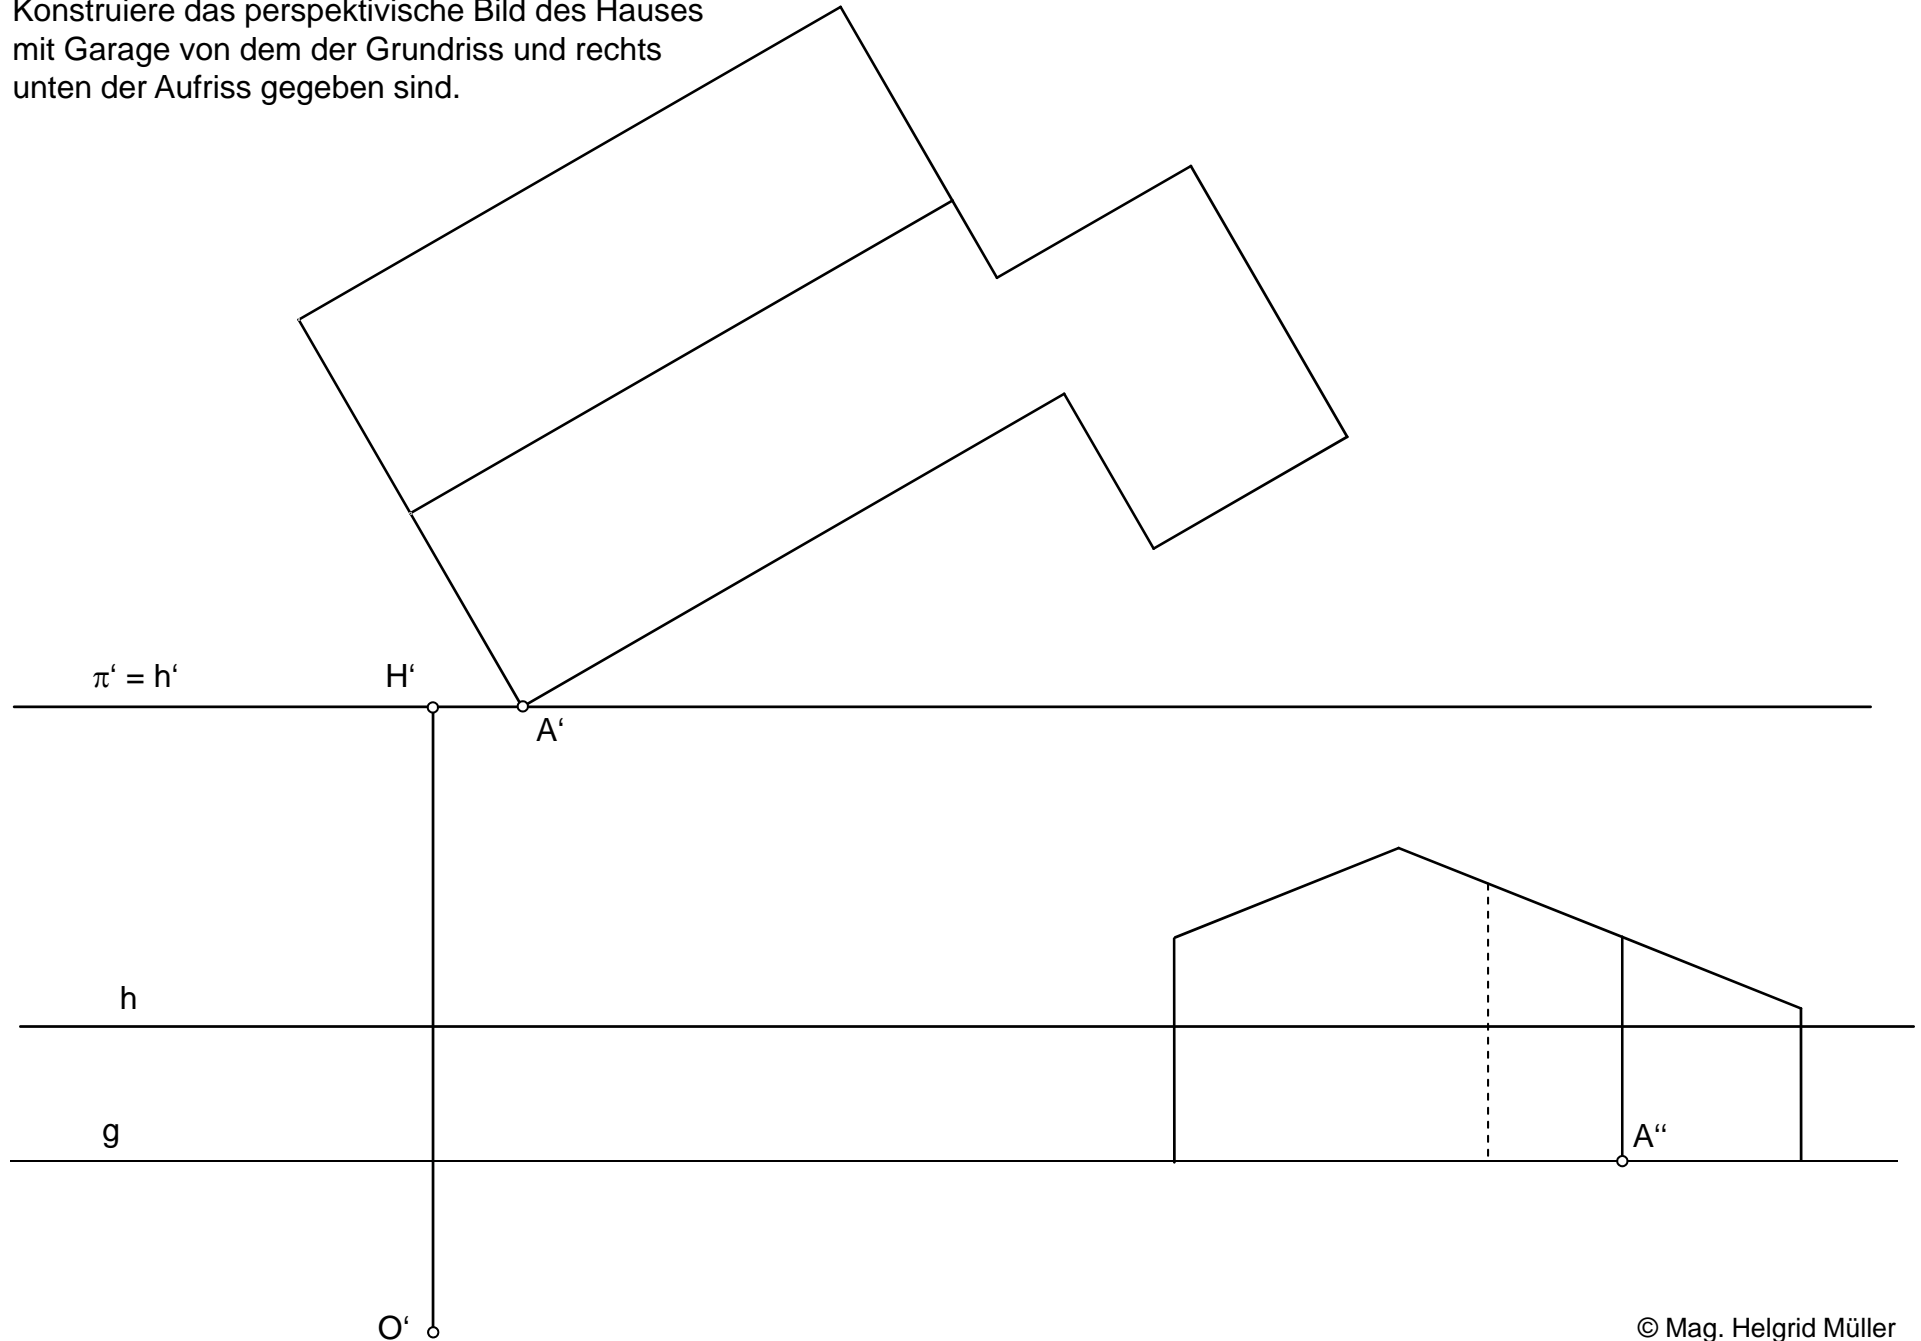 Konstruiere das perspektivische Bild des Hauses
mit Garage von dem der Grundriss und rechts
unten der Aufriss gegeben sind.
π‘ = h‘
H‘
A‘
h
g
A‘‘
O‘
© Mag. Helgrid Müller